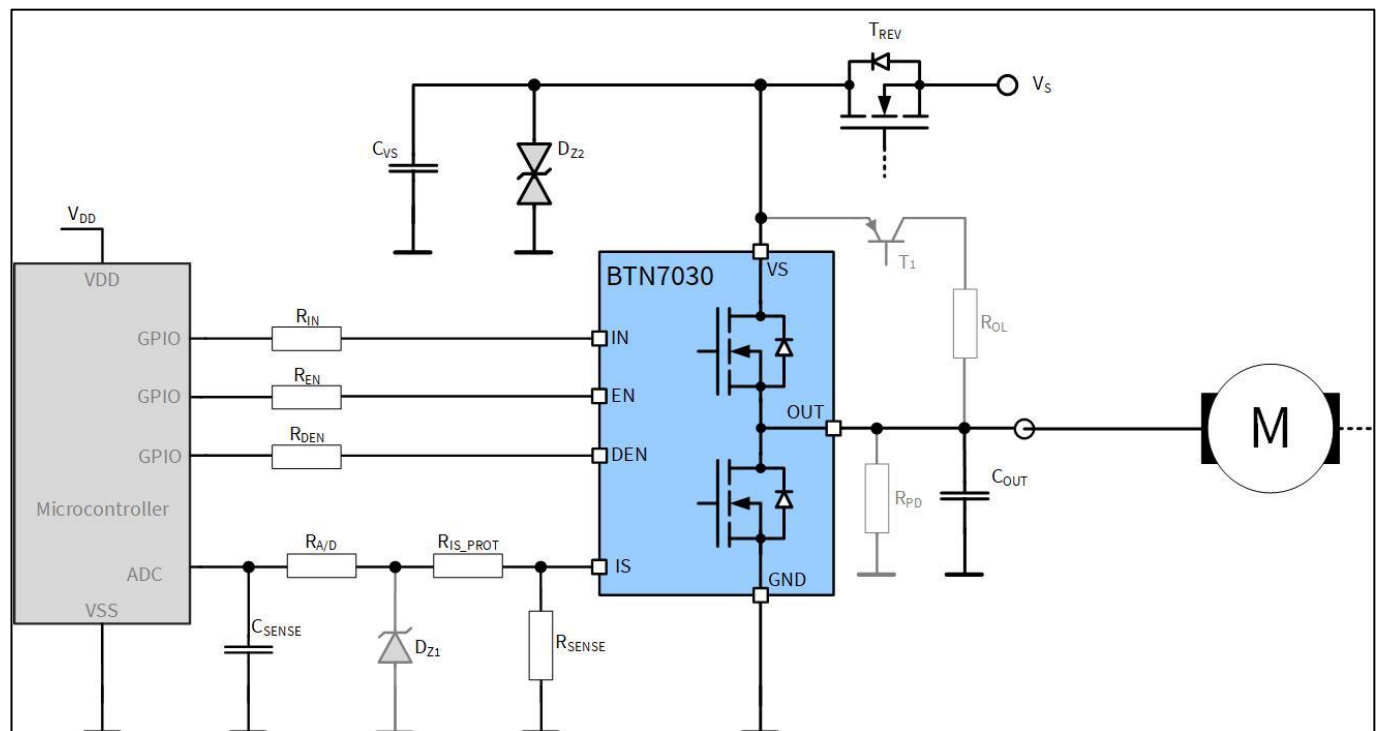 T_REV
V_S
C_VS
D_Z2
V_DD
VDD
T_1
BTN7030
VS
R_IN
GPIO
IN
R_OL
R_EN
GPIO
EN
OUT
M
R_DEN
GPIO
DEN
C_OUT
R_PD
Microcontroller
R_A/D
R_IS_PROT
ADC
IS
GND
VSS
C_SENSE
D_Z1
R_SENSE